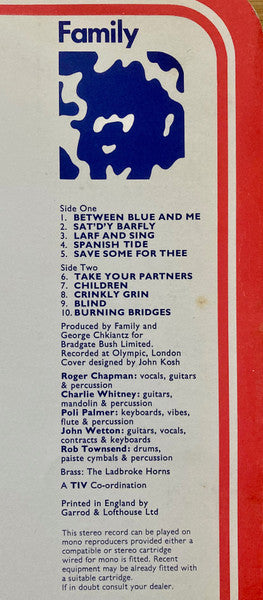 Family
Side One
1. BETWEEN BLUE AND ME
2. SAT'D'Y BARFLY
3. LARF AND SING
4. SPANISH TIDE
5. SAVE SOME FOR THEE
Side Two
6. TAKE YOUR PARTNERS
7. CHILDREN
8. CRINKLY GRIN
9. BLIND
10. BURNING BRIDGES
Produced by Family and
George Chkiantz for
Bradgate Bush Limited.
Recorded at Olympic, London
Cover designed by John Kosh
Roger Chapman: vocals, guitars
& percussion
Charlie Whitney: guitars,
mandolin & percussion
Poli Palmer: keyboards, vibes,
flute & percussion
John Wetton: guitars, vocals,
contracts & keyboards
Rob Townsend: drums,
paiste cymbals & percussion
Brass: The Ladbroke Horns
A TIV Co-ordination
Printed in England by
Garrod & Lofthouse Ltd
This stereo record can be played on
mono reproducers provided either a
compatible or stereo cartridge
wired for mono is fitted. Recent
equipment may be already fitted with
a suitable cartridge.
If in doubt consult your dealer.